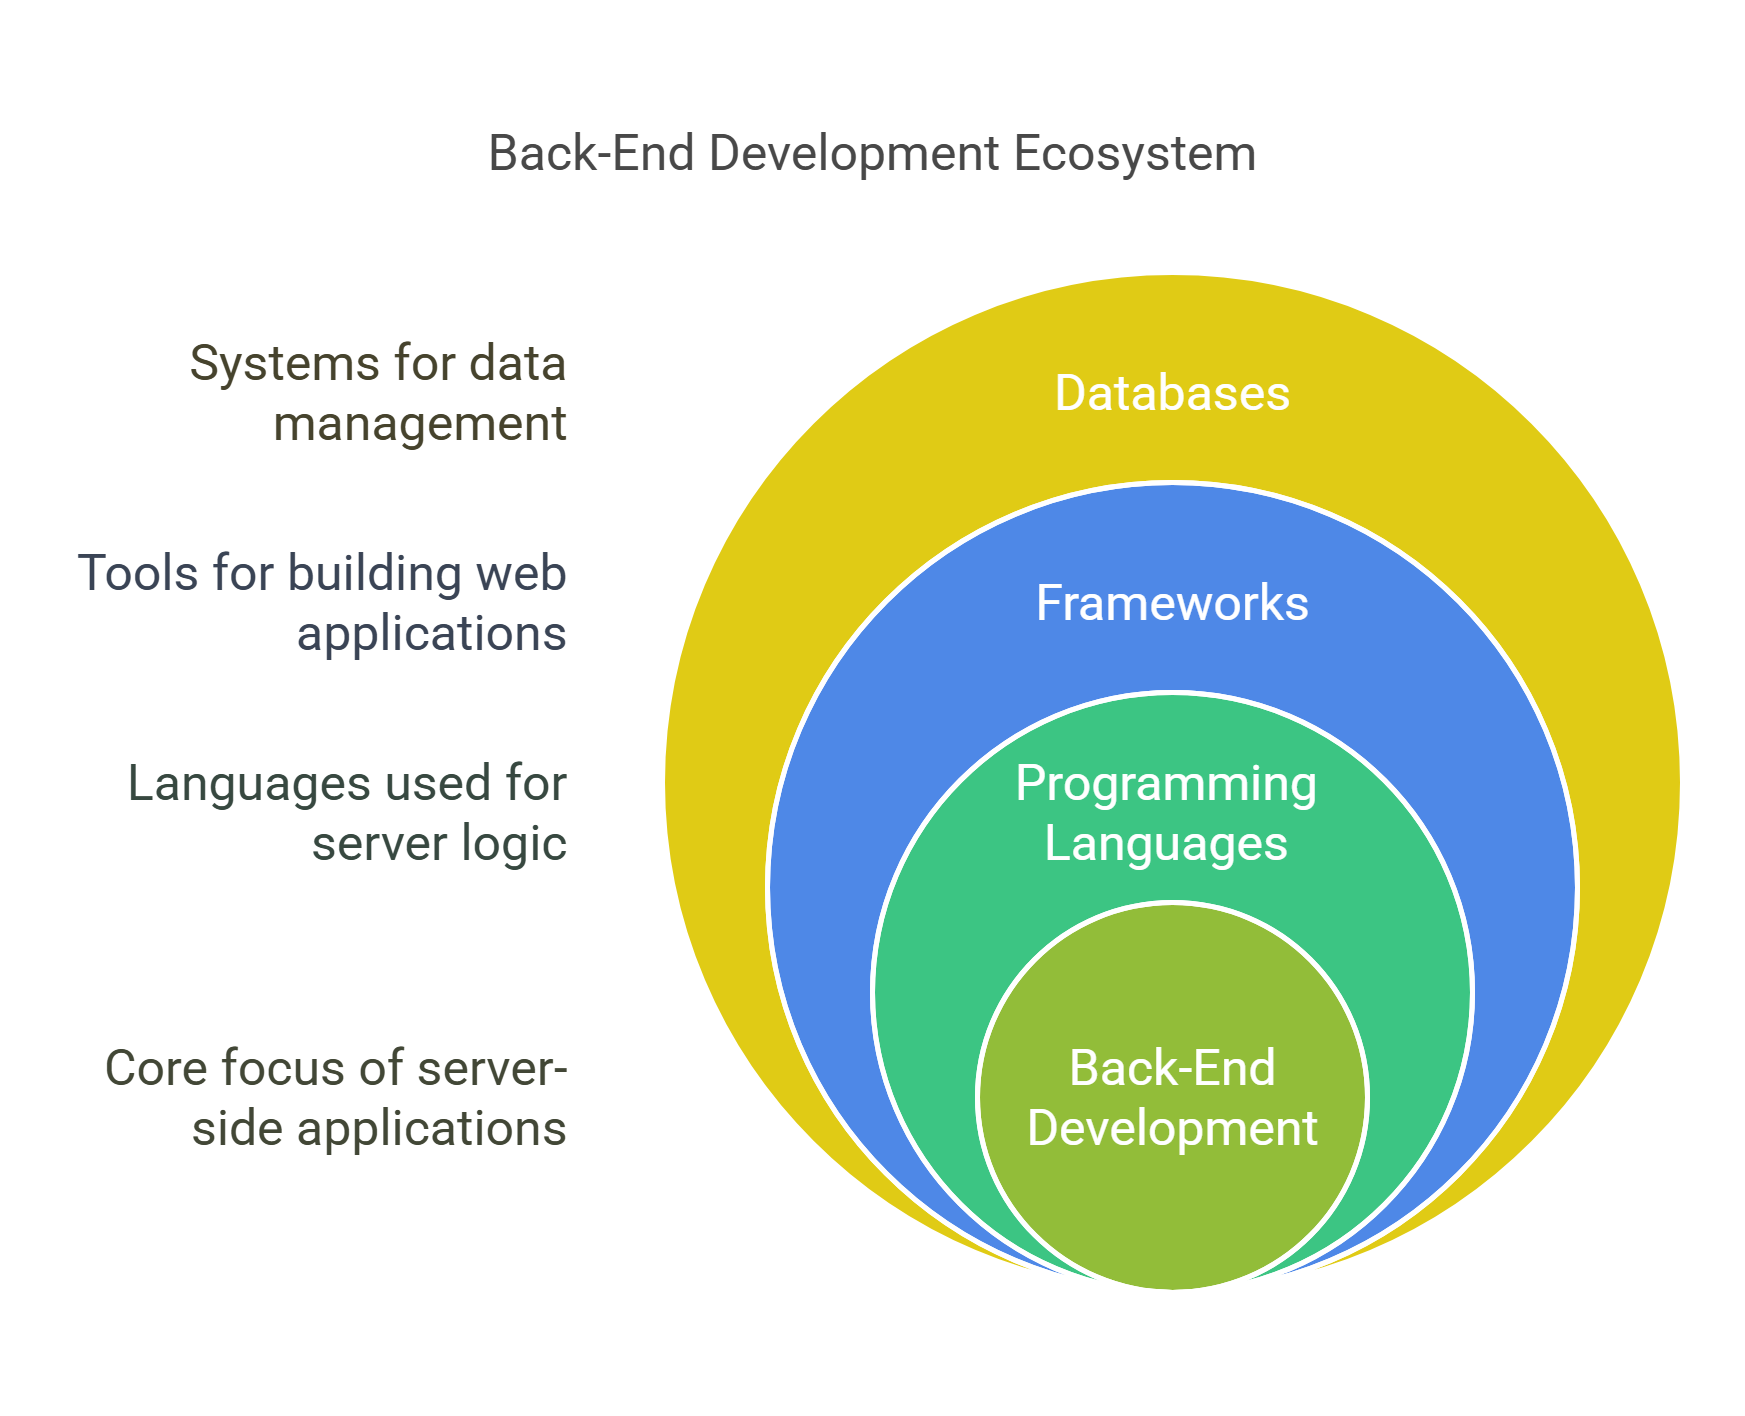 Back-End Development Ecosystem
Systems for data
management
Databases
Tools for building web
applications
Frameworks
Languages used for
server logic
Programming
Languages
Core focus of server-
side applications
Back-End
Development